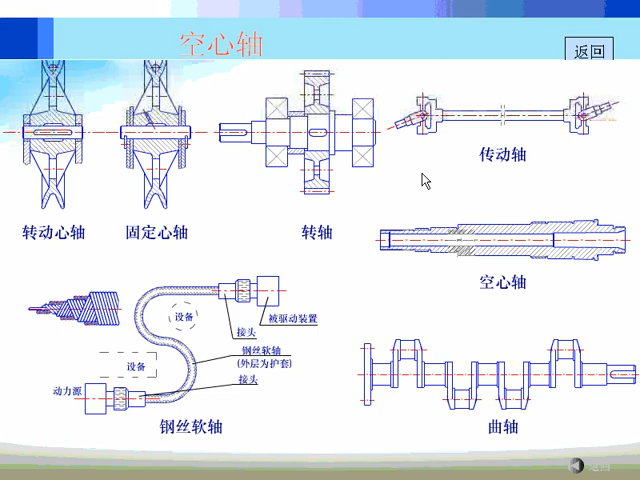 空心轴
返回
传动轴
转动心轴
固定心轴
转轴
空心轴
设备
被驱动装置
接头
钢丝软轴
(外层为护套)
设备
接头
动力源
钢丝软轴
曲轴
返回